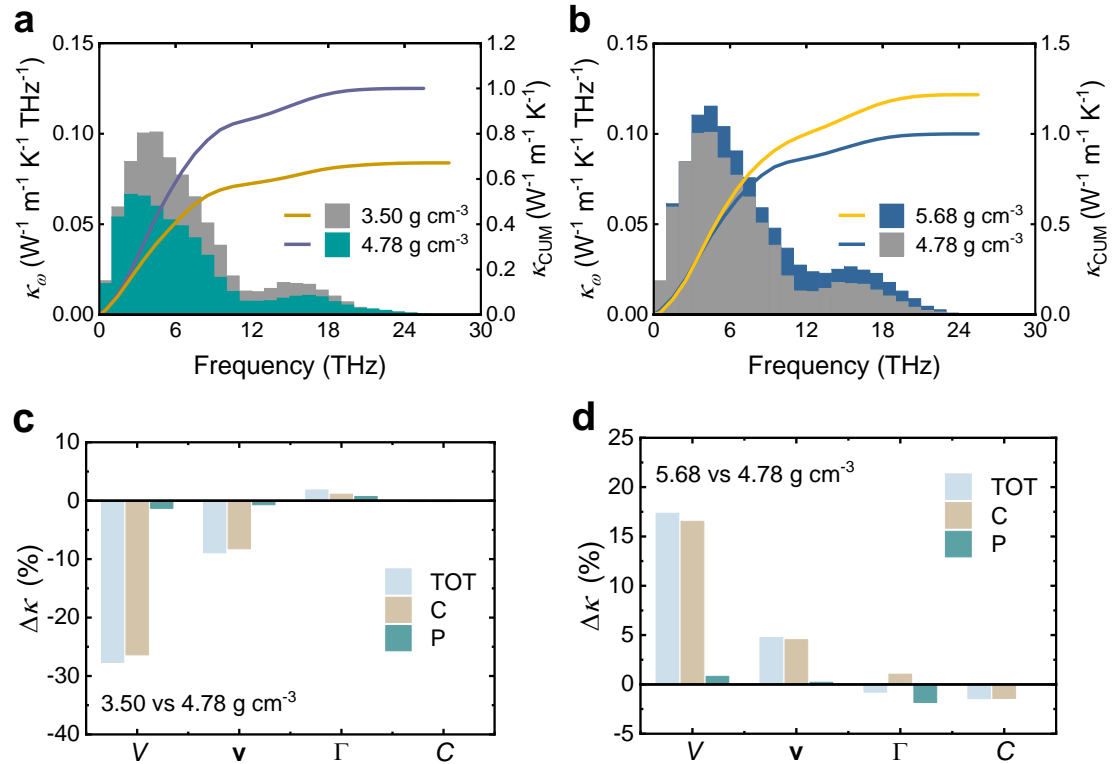 a
0.15
0.10
0.05
0.00
κω (W⁻¹ m⁻¹ K⁻¹ THz⁻¹)
1.2
1.0
0.8
0.6
0.4
0.2
0.0
κCUM (W⁻¹ m⁻¹ K⁻¹)
3.50 g cm⁻³
4.78 g cm⁻³
0 6 12 18 24 30
Frequency (THz)
b
0.15
0.10
0.05
0.00
κω (W⁻¹ m⁻¹ K⁻¹ THz⁻¹)
1.5
1.0
0.5
0.0
κCUM (W⁻¹ m⁻¹ K⁻¹)
5.68 g cm⁻³
4.78 g cm⁻³
0 6 12 18 24 30
Frequency (THz)
c
10
0
-10
-20
-30
-40
Δκ (%)
TOT
C
P
3.50 vs 4.78 g cm⁻³
V v Γ C
d
25
20
15
10
5
0
-5
Δκ (%)
5.68 vs 4.78 g cm⁻³
TOT
C
P
V v Γ C